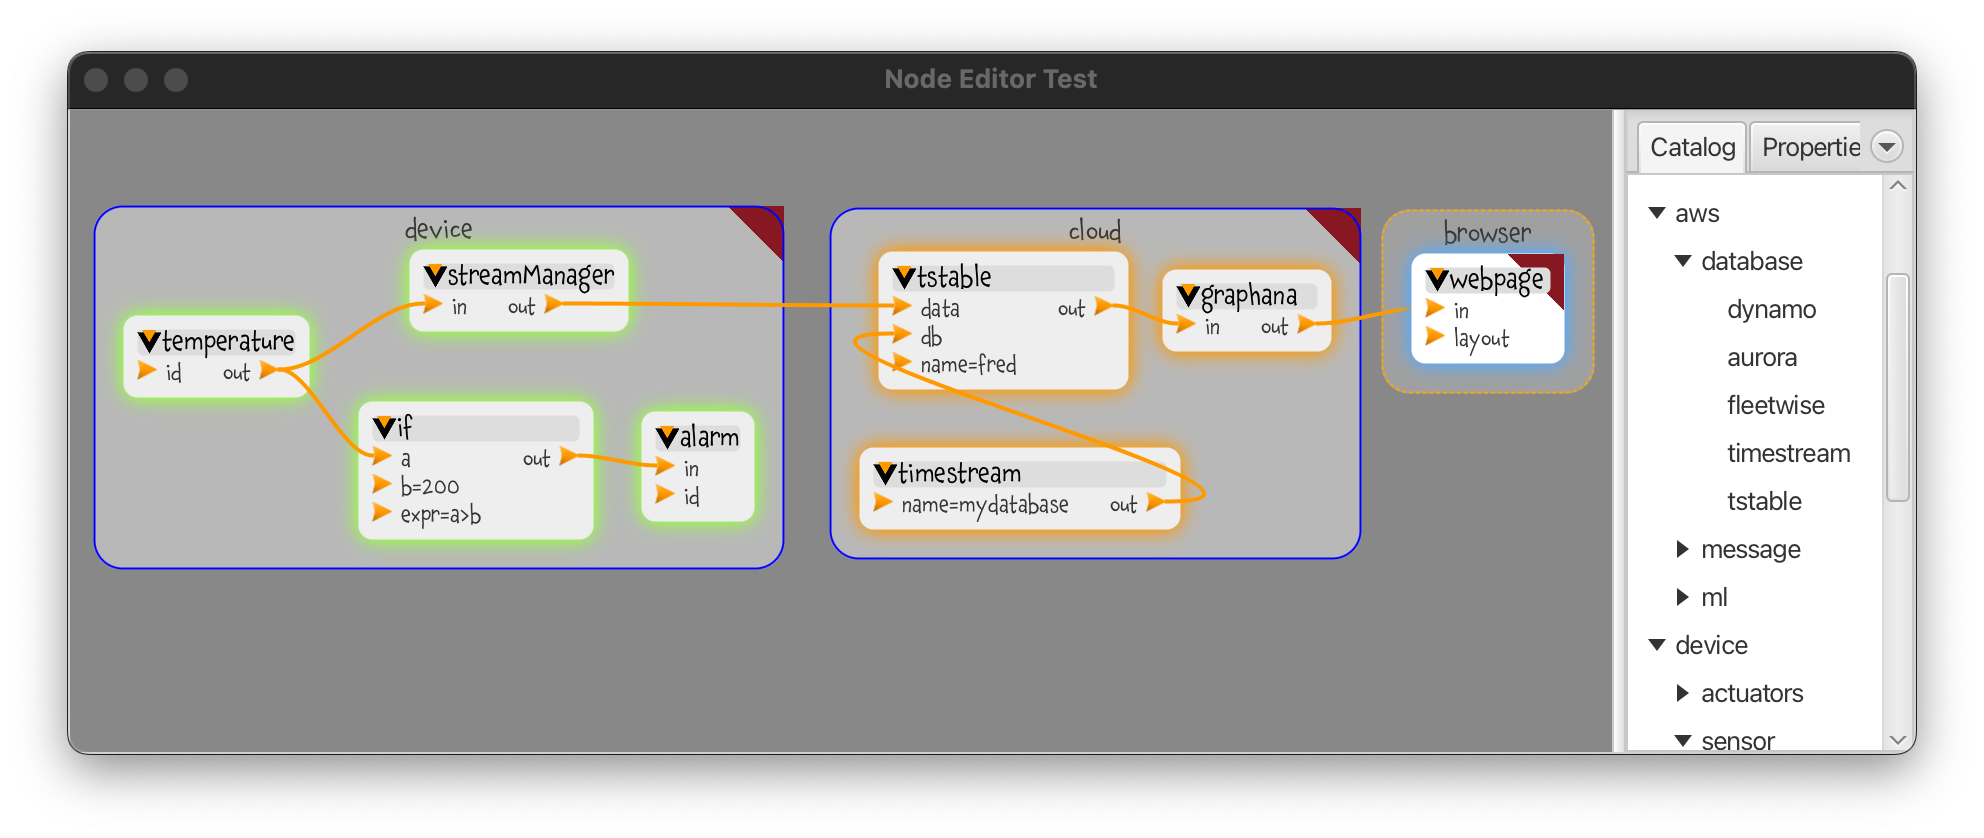 Node Editor Test
device
streamManager
in out
temperature
id out
if
a out
b=200
expr=a>b
alarm
in
id
cloud
tstable
data out
db
name=fred
graphana
in out
timestream
name=mydatabase out
browser
webpage
in
layout
Catalog Propertie
aws
database
dynamo
aurora
fleetwise
timestream
tstable
message
ml
device
actuators
sensor